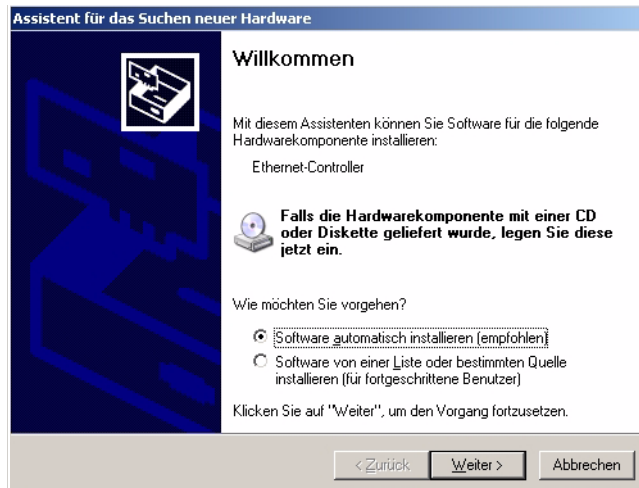 Assistent für das Suchen neuer Hardware
Willkommen
Mit diesem Assistenten können Sie Software für die folgende
Hardwarekomponente installieren:
Ethernet-Controller
Falls die Hardwarekomponente mit einer CD
oder Diskette geliefert wurde, legen Sie diese
jetzt ein.
Wie möchten Sie vorgehen?
Software automatisch installieren (empfohlen)
Software von einer Liste oder bestimmten Quelle
installieren (für fortgeschrittene Benutzer)
Klicken Sie auf "Weiter", um den Vorgang fortzusetzen.
< Zurück Weiter > Abbrechen